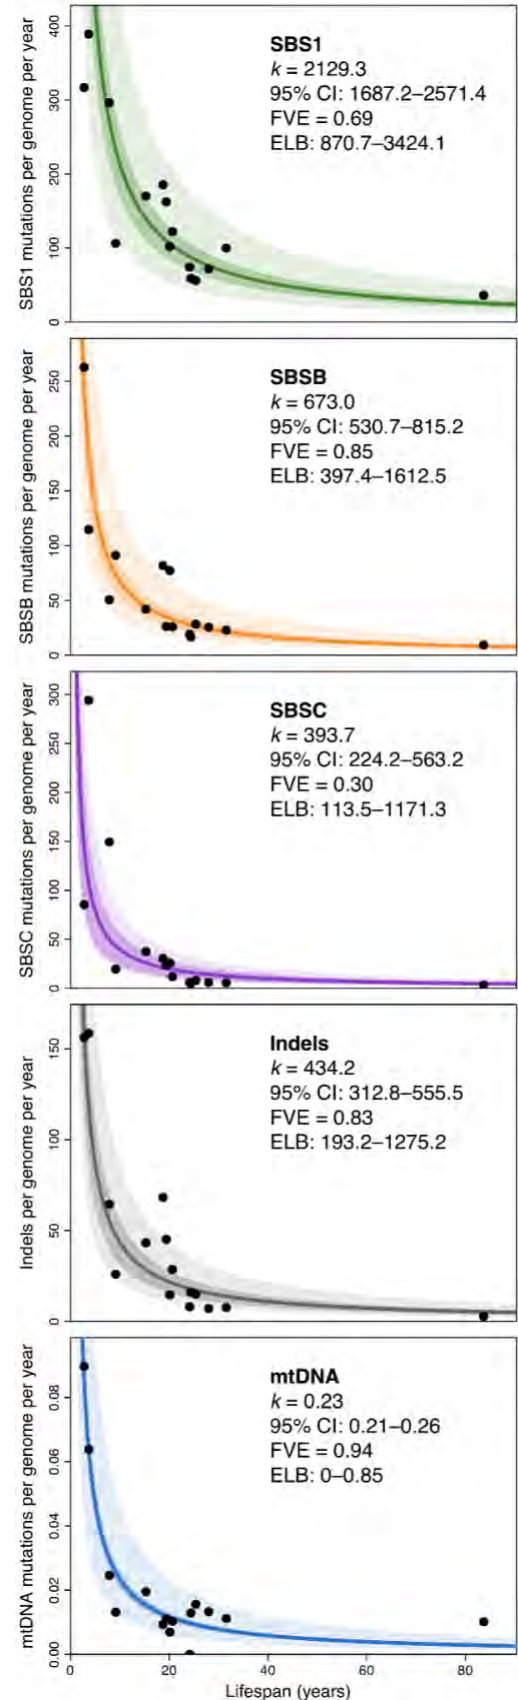 SBS1 mutations per genome per year
400
300
200
100
0
SBS1
k = 2129.3
95% CI: 1687.2–2571.4
FVE = 0.69
ELB: 870.7–3424.1
SBSB mutations per genome per year
250
200
150
100
50
0
SBSB
k = 673.0
95% CI: 530.7–815.2
FVE = 0.85
ELB: 397.4–1612.5
SBSC mutations per genome per year
300
250
200
150
100
50
0
SBSC
k = 393.7
95% CI: 224.2–563.2
FVE = 0.30
ELB: 113.5–1171.3
Indels per genome per year
150
100
50
0
Indels
k = 434.2
95% CI: 312.8–555.5
FVE = 0.83
ELB: 193.2–1275.2
mtDNA mutations per genome per year
0.08
0.06
0.04
0.02
0.00
mtDNA
k = 0.23
95% CI: 0.21–0.26
FVE = 0.94
ELB: 0–0.85
0 20 40 60 80
Lifespan (years)